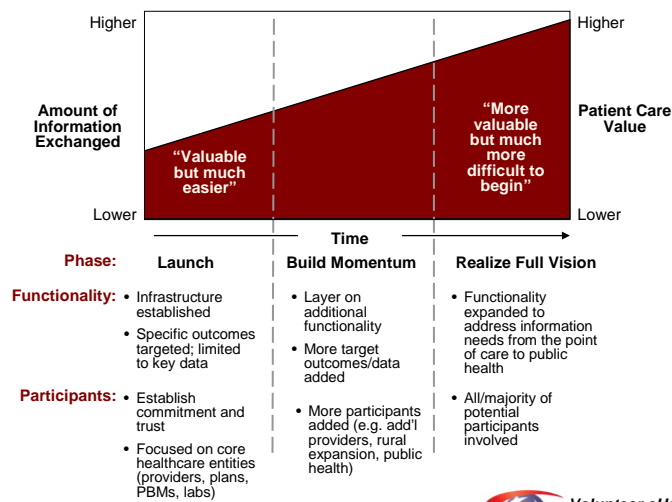 Higher
Higher
Amount of
Information
Exchanged
“Valuable
but much
easier”
“More
valuable
but much
more
difficult to
begin”
Patient Care
Value
Lower
Lower
Time
Phase:
Launch
Build Momentum
Realize Full Vision
Functionality:
• Infrastructure
established
• Specific outcomes
targeted; limited
to key data
• Layer on
additional
functionality
• More target
outcomes/data
added
• Functionality
expanded to
address information
needs from the point
of care to public
health
Participants:
• Establish
commitment and
trust
• Focused on core
healthcare entities
(providers, plans,
PBMs, labs)
• More participants
added (e.g. add’l
providers, rural
expansion, public
health)
• All/majority of
potential
participants
involved
Volunteer